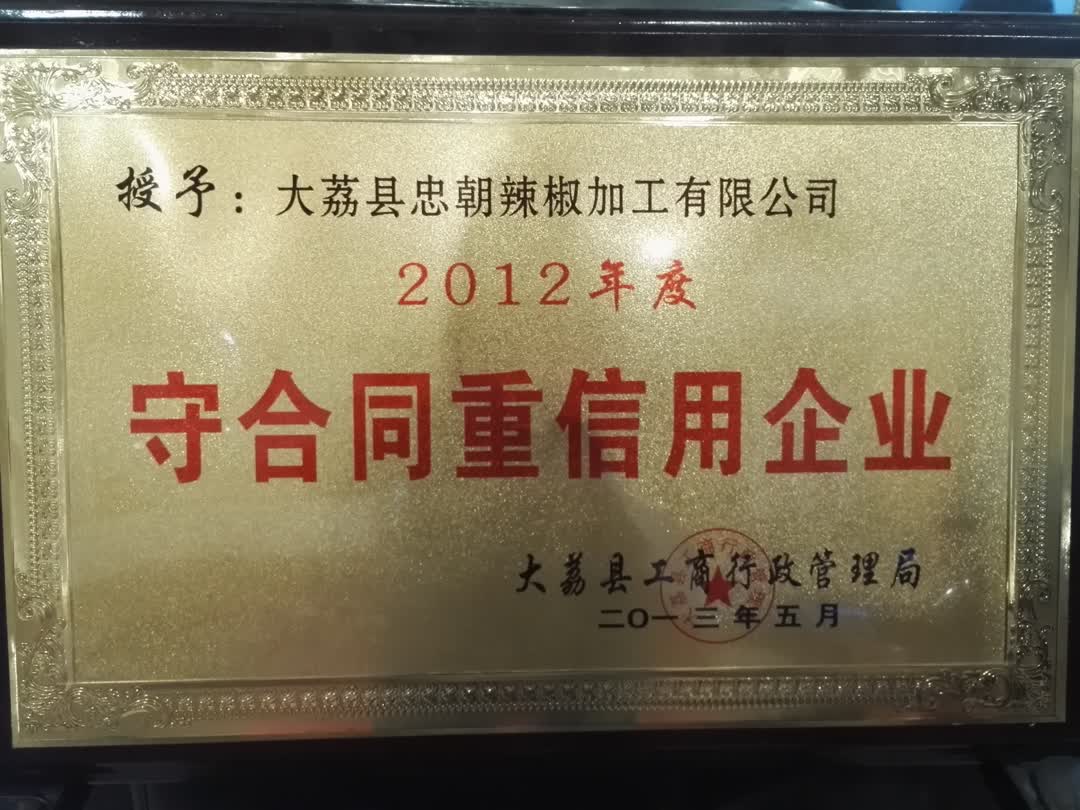 授予：大荔县忠朝辣椒加工有限公司
2012年度
守合同重信用企业
大荔县工商行政管理局
二〇一三年五月